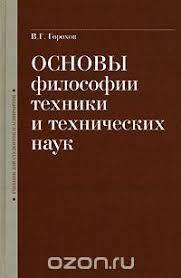 В. Г. Горохов
ОСНОВЫ
философии
техники
и технических
наук
ozon.ru